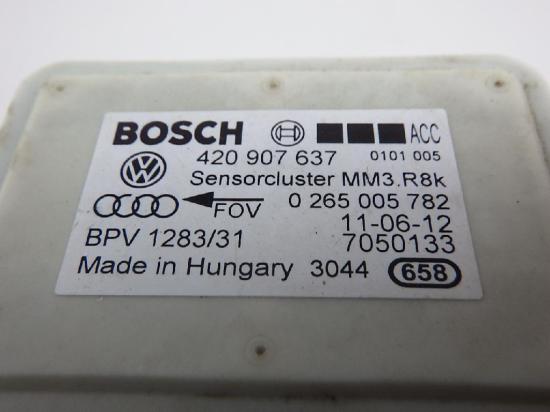 BOSCH ACC
420 907 637 0101 005
Sensorcluster MM3.R8k
FOV 0 265 005 782
11-06-12
BPV 1283/31 7050133
Made in Hungary 3044 658